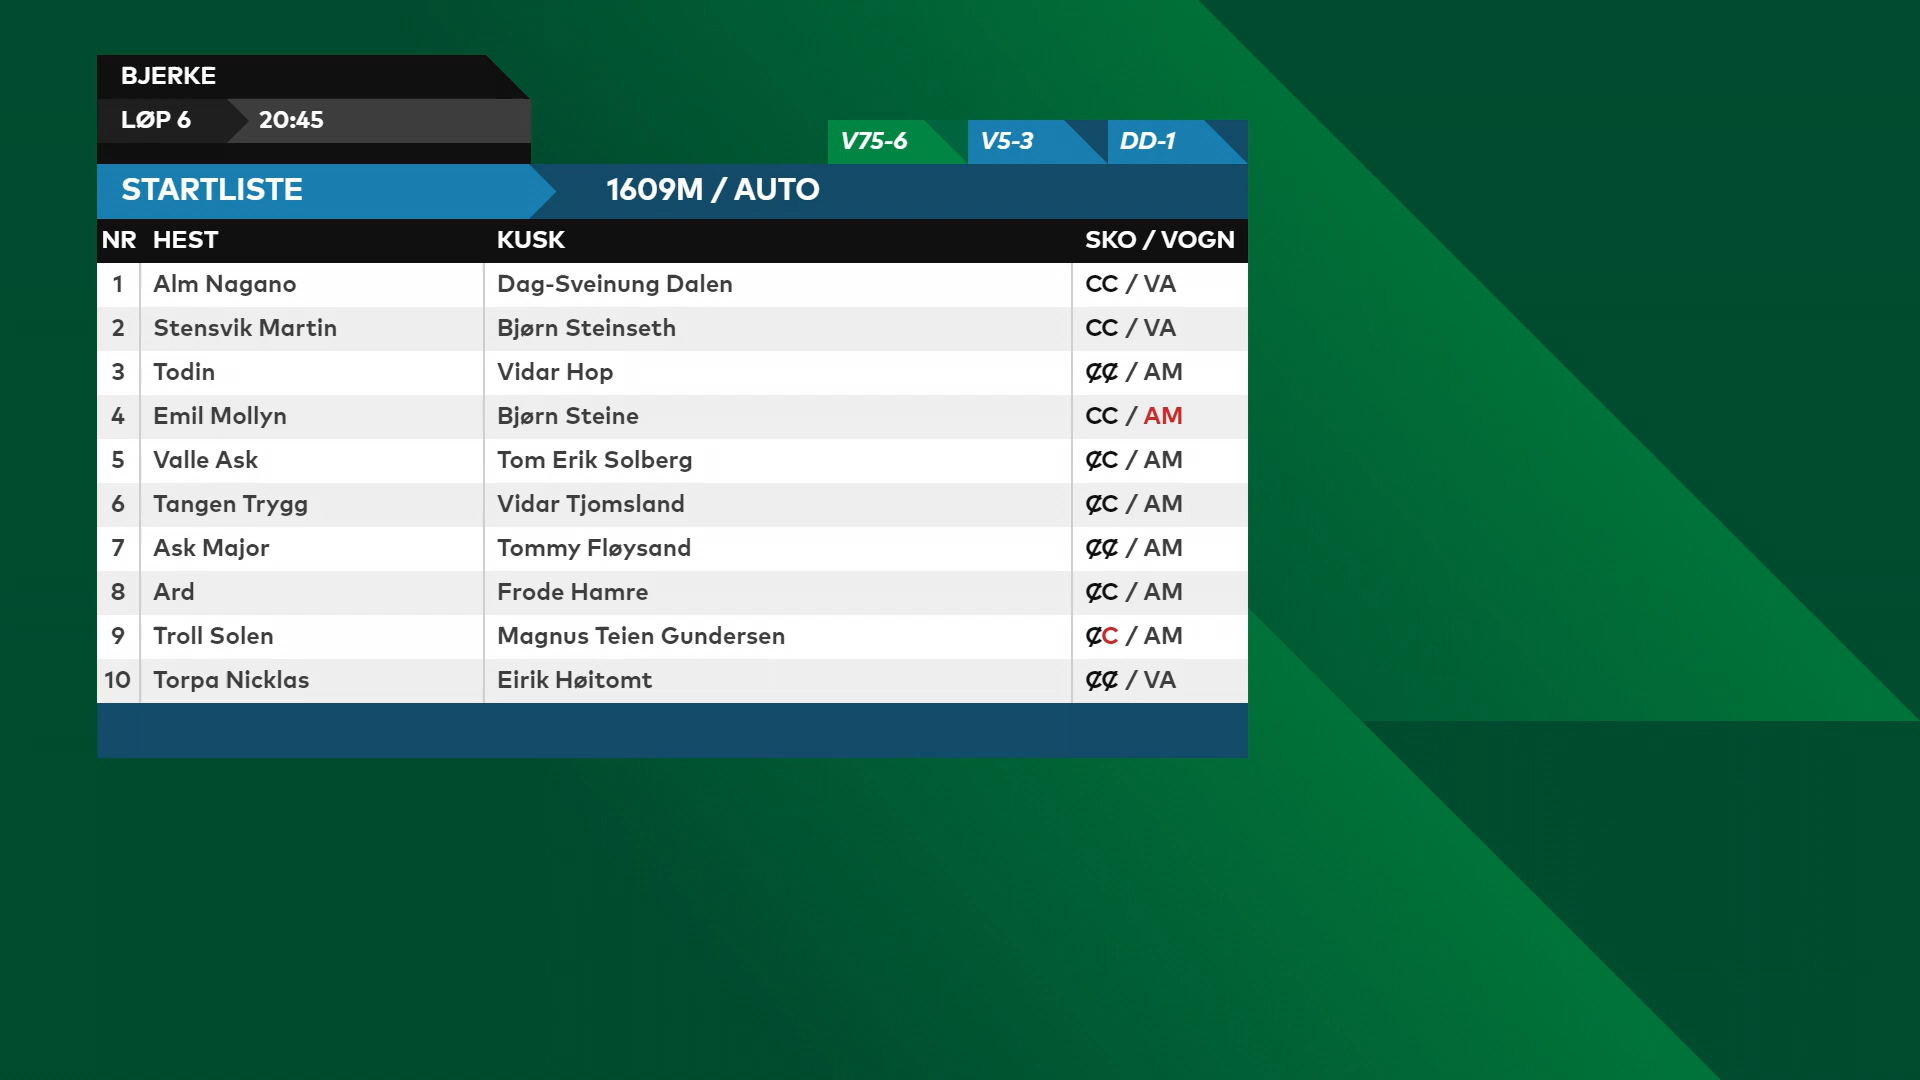 BJERKE
LØP 6 20:45
V75-6 V5-3 DD-1
STARTLISTE 1609M / AUTO
NR HEST KUSK SKO / VOGN
1 Alm Nagano Dag-Sveinung Dalen CC / VA
2 Stensvik Martin Bjørn Steinseth CC / VA
3 Todin Vidar Hop ȻȻ / AM
4 Emil Mollyn Bjørn Steine CC / AM
5 Valle Ask Tom Erik Solberg ȻC / AM
6 Tangen Trygg Vidar Tjomsland ȻC / AM
7 Ask Major Tommy Fløysand ȻȻ / AM
8 Ard Frode Hamre ȻC / AM
9 Troll Solen Magnus Teien Gundersen ȻC / AM
10 Torpa Nicklas Eirik Høitomt ȻȻ / VA